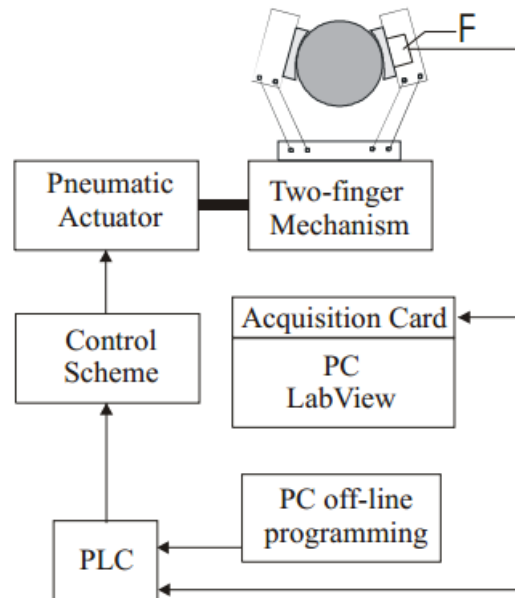 F
Pneumatic
Actuator
Two-finger
Mechanism
Control
Scheme
Acquisition Card
PC
LabView
PC off-line
programming
PLC